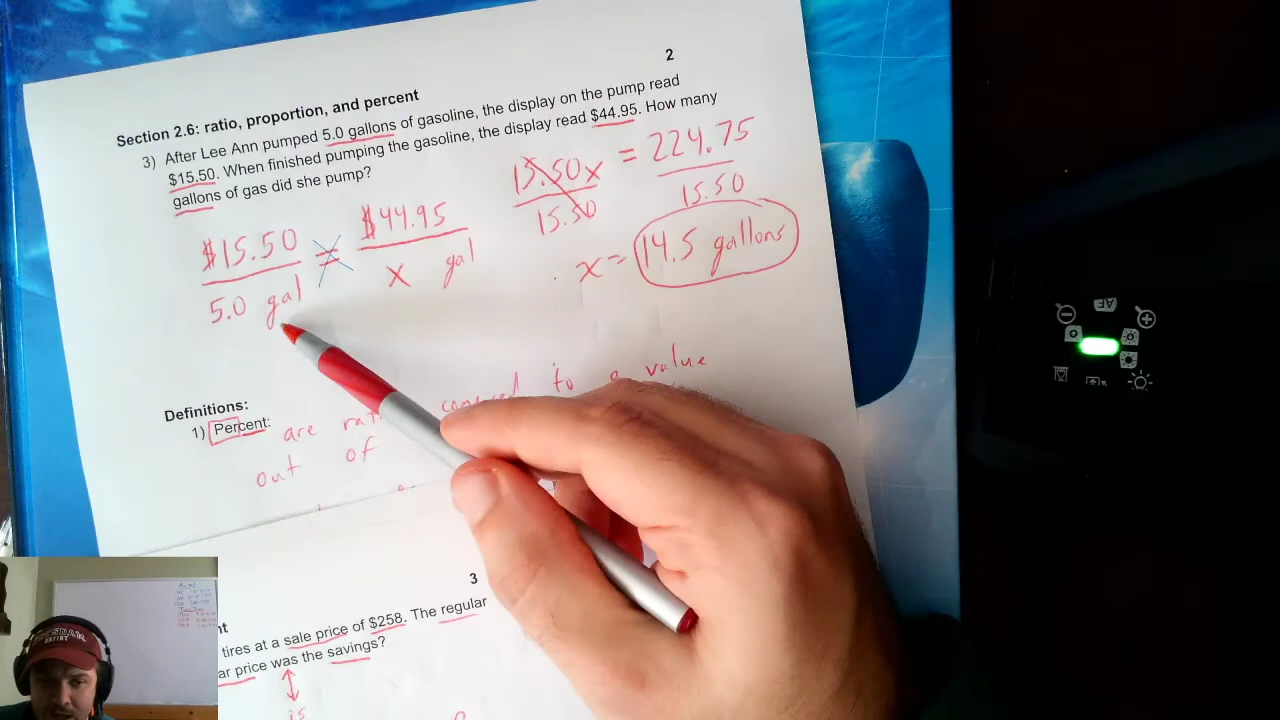 2
Section 2.6: ratio, proportion, and percent
3) After Lee Ann pumped 5.0 gallons of gasoline, the display on the pump read
$15.50. When finished pumping the gasoline, the display read $44.95. How many
gallons of gas did she pump?
$15.50 = $44.95
5.0 gal x gal
15.50x = 224.75
15.50 15.50
x = 14.5 gallons
Definitions:
1) Percent: are to a value
out of
3
tires at a sale price of $258. The regular
price was the savings?